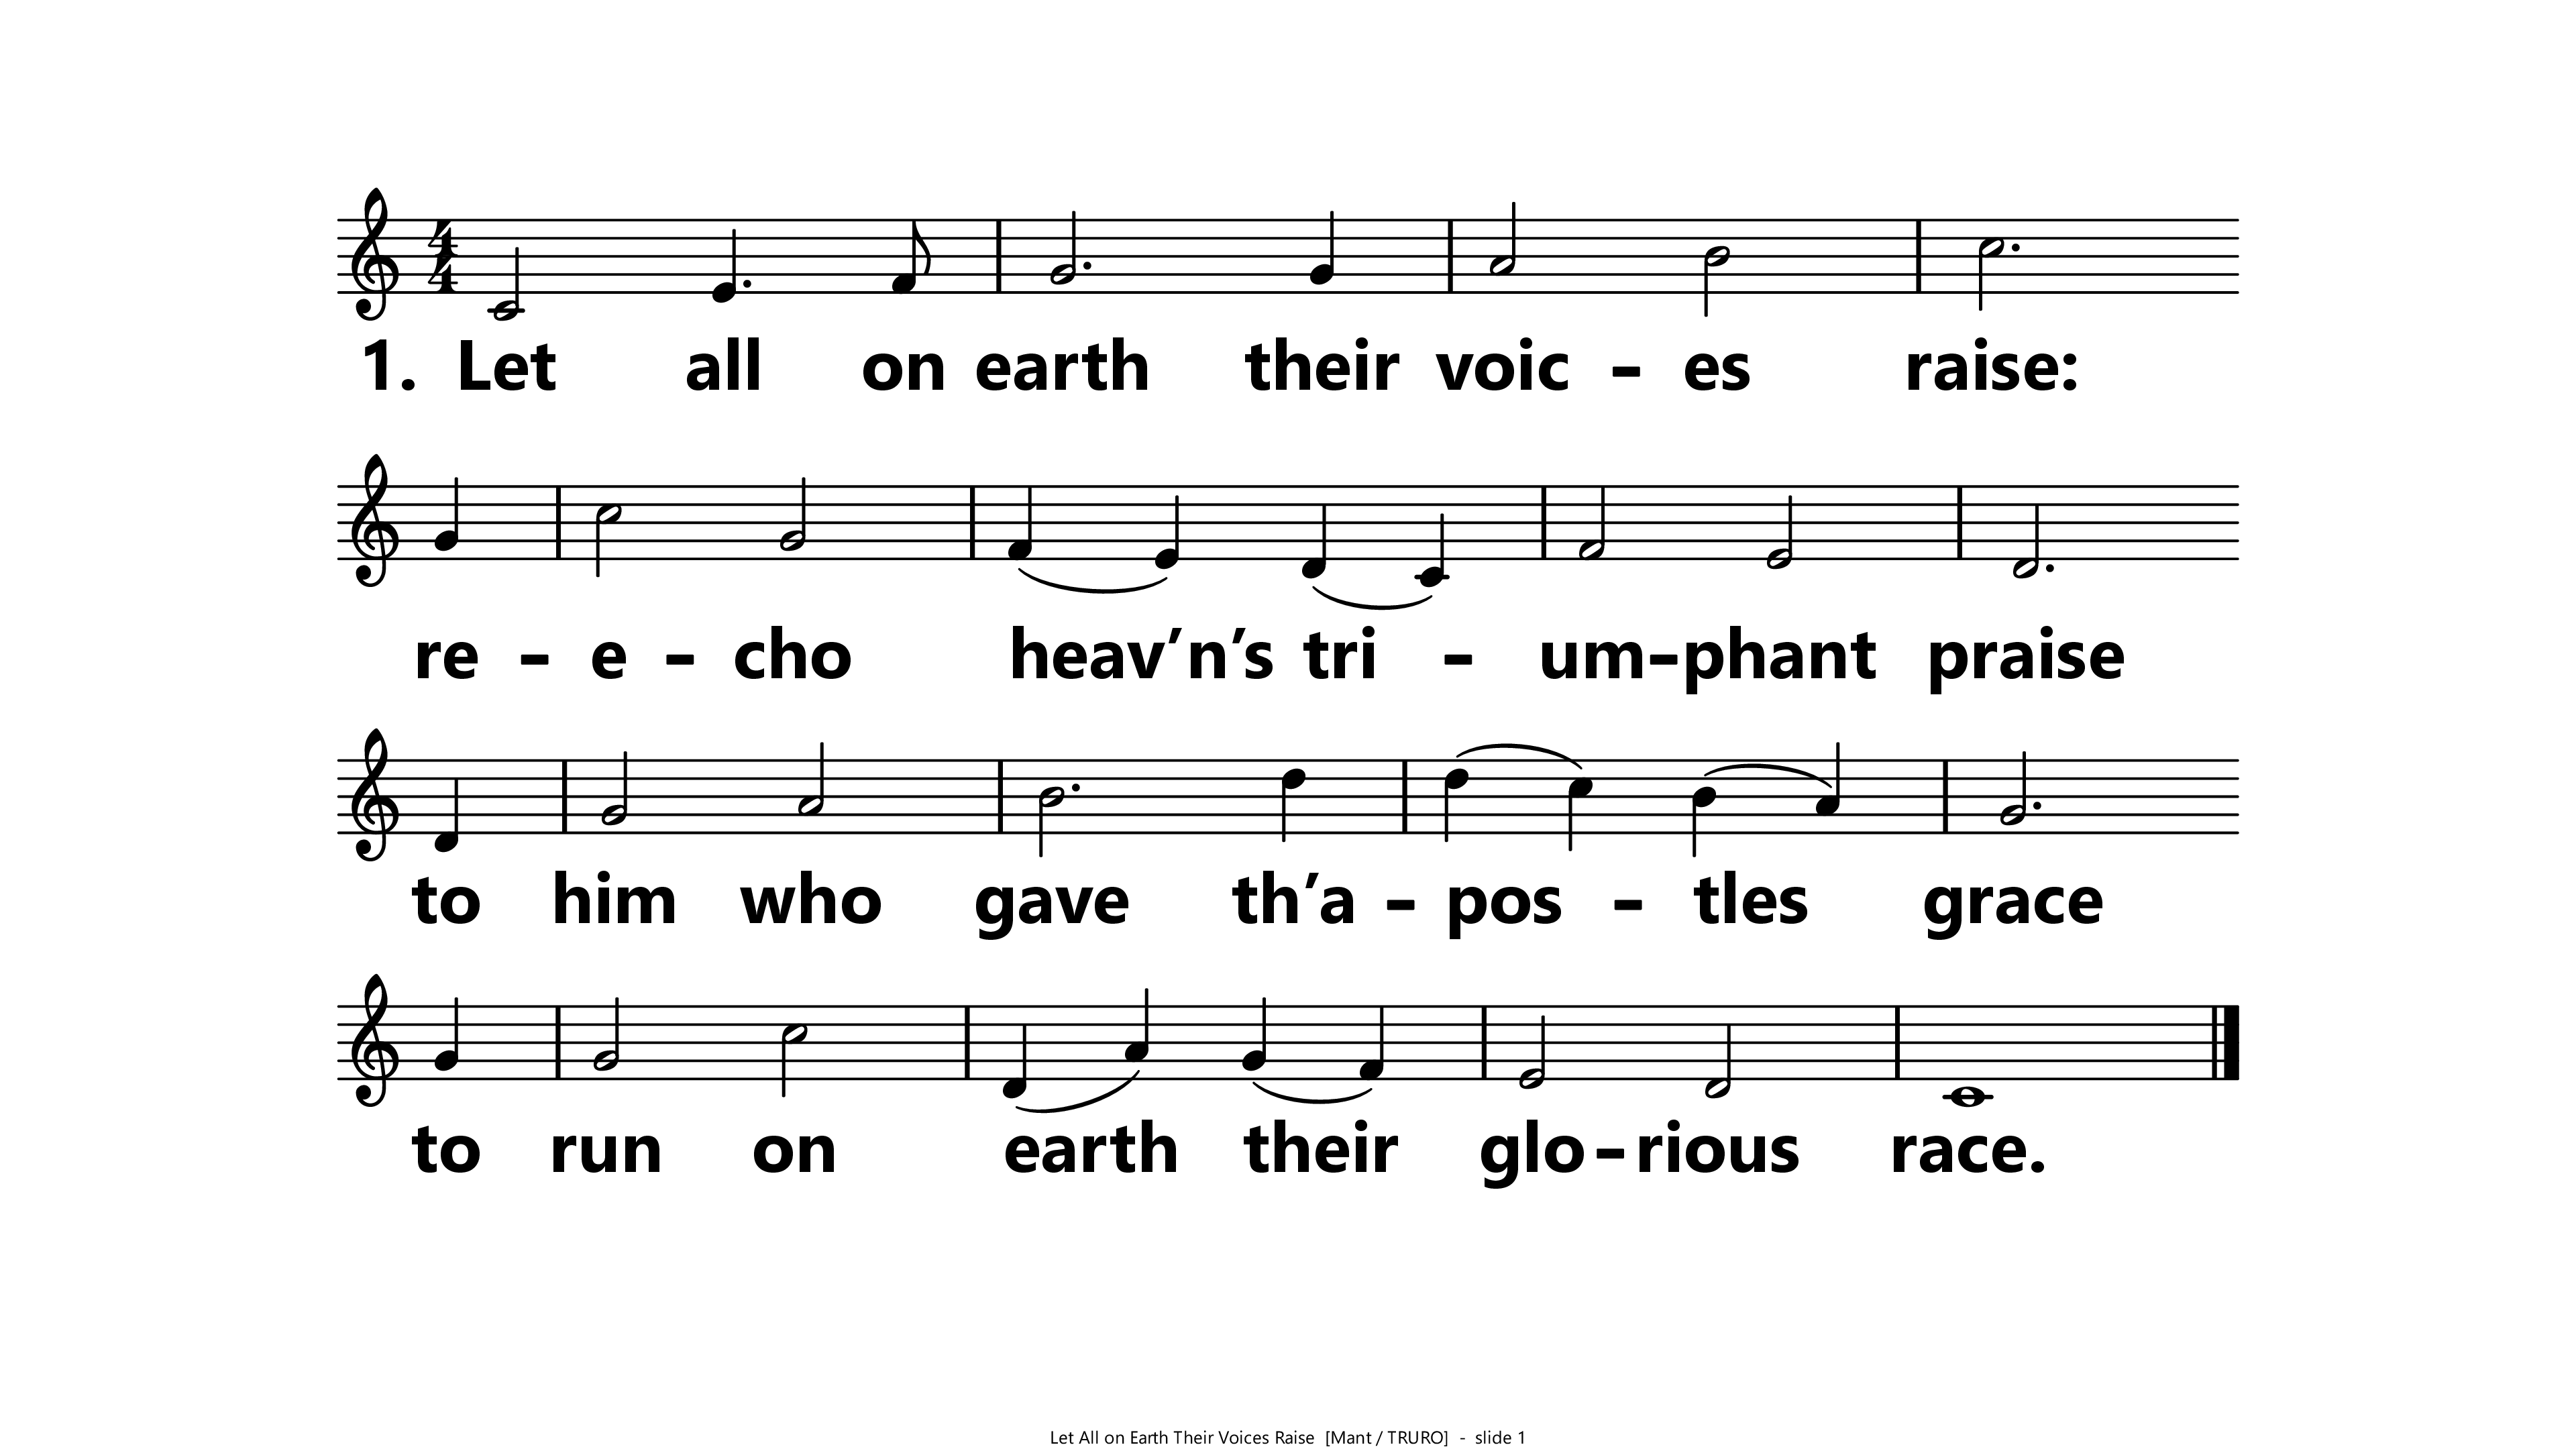 1. Let all on earth their voic - es raise:
re - e - cho heav'n's tri - um-phant praise
to him who gave th'a - pos - tles grace
to run on earth their glo-rious race.
Let All on Earth Their Voices Raise [Mant / TRURO] - slide 1